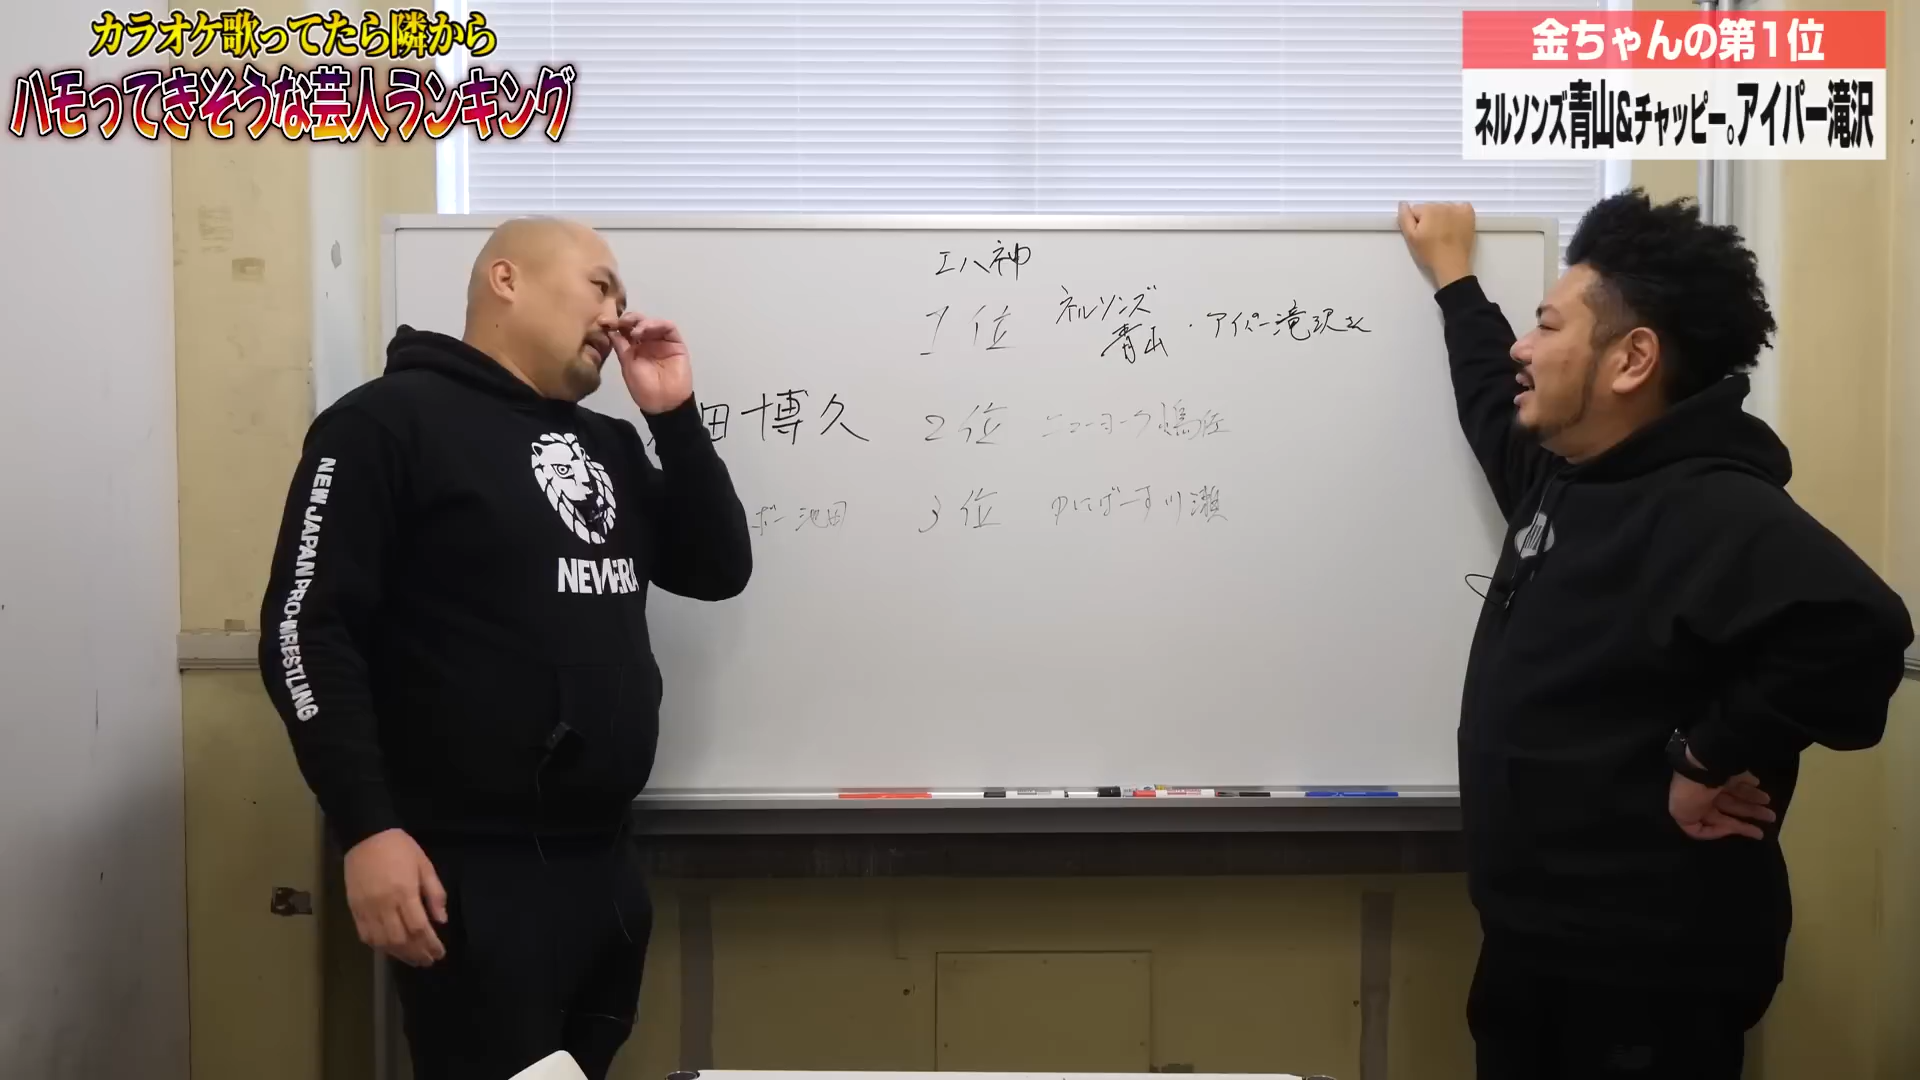 カラオケ歌ってたら隣から
ハモってきそうな芸人ランキング
金ちゃんの第1位
ネルソンズ青山&チャッピー。アイパー滝沢
エハ神
1位 ネルソンズ
青山 ・アイパー滝沢さん
田博久
2位 ニューヨーク嶋佐
ボー池田
3位 ゆにばーす川瀬
NEW JAPAN PRO-WRESTLING
NEW ERA